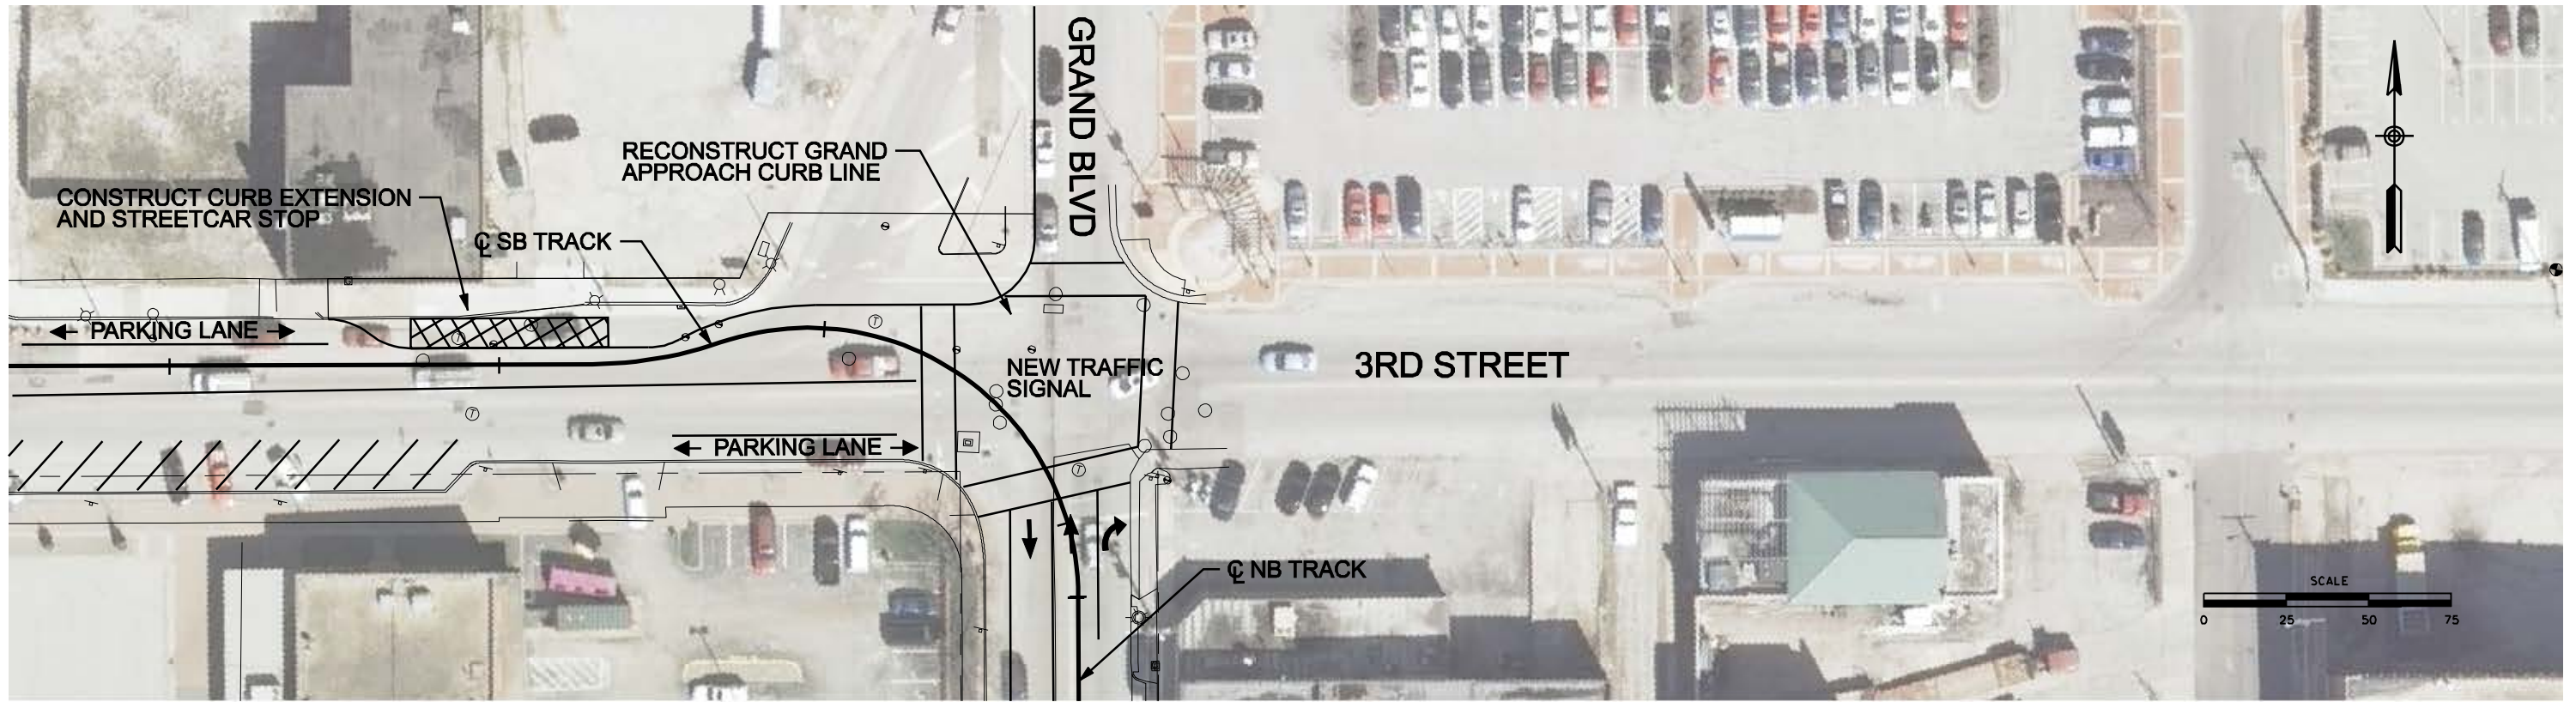 GRAND BLVD
RECONSTRUCT GRAND
APPROACH CURB LINE
CONSTRUCT CURB EXTENSION
AND STREETCAR STOP
℄ SB TRACK
PARKING LANE
NEW TRAFFIC
SIGNAL
3RD STREET
PARKING LANE
℄ NB TRACK
SCALE
0 25 50 75
T
T
T
T
T